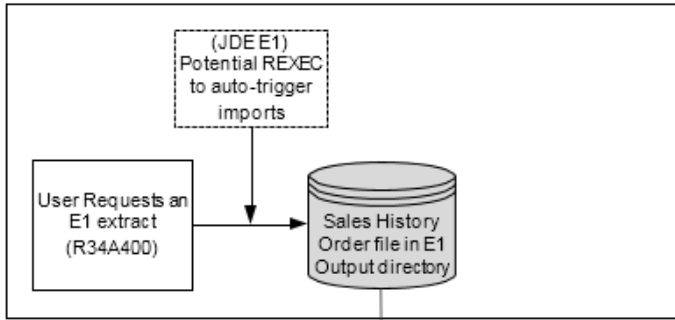 (JDE E1)
Potential REXEC
to auto-trigger
imports
User Requests an
E1 extract
(R34A400)
Sales History
Order file in E1
Output directory